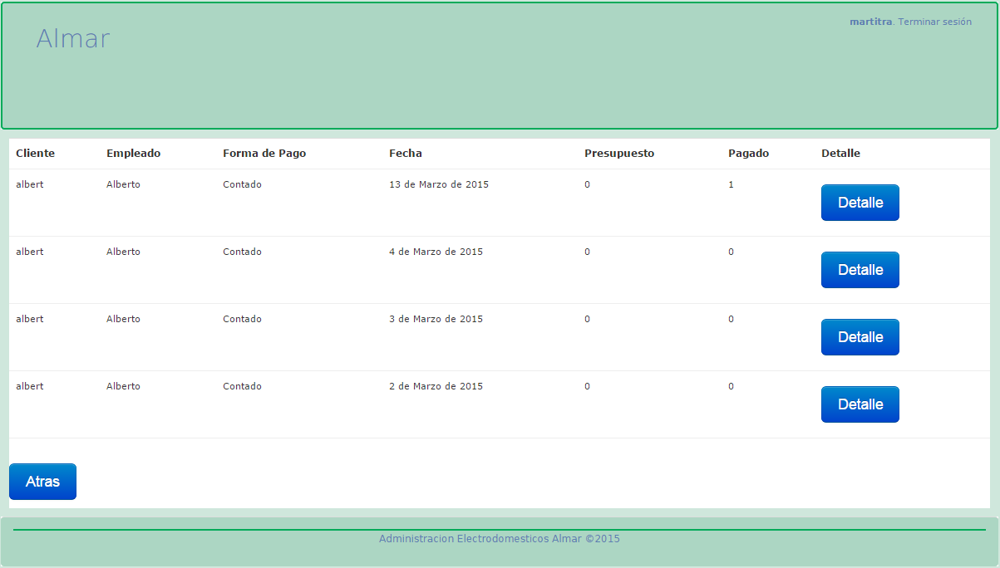 martitra. Terminar sesión
Almar
Cliente Empleado Forma de Pago Fecha Presupuesto Pagado Detalle
albert Alberto Contado 13 de Marzo de 2015 0 1 Detalle
albert Alberto Contado 4 de Marzo de 2015 0 0 Detalle
albert Alberto Contado 3 de Marzo de 2015 0 0 Detalle
albert Alberto Contado 2 de Marzo de 2015 0 0 Detalle
Atras
Administracion Electrodomesticos Almar ©2015